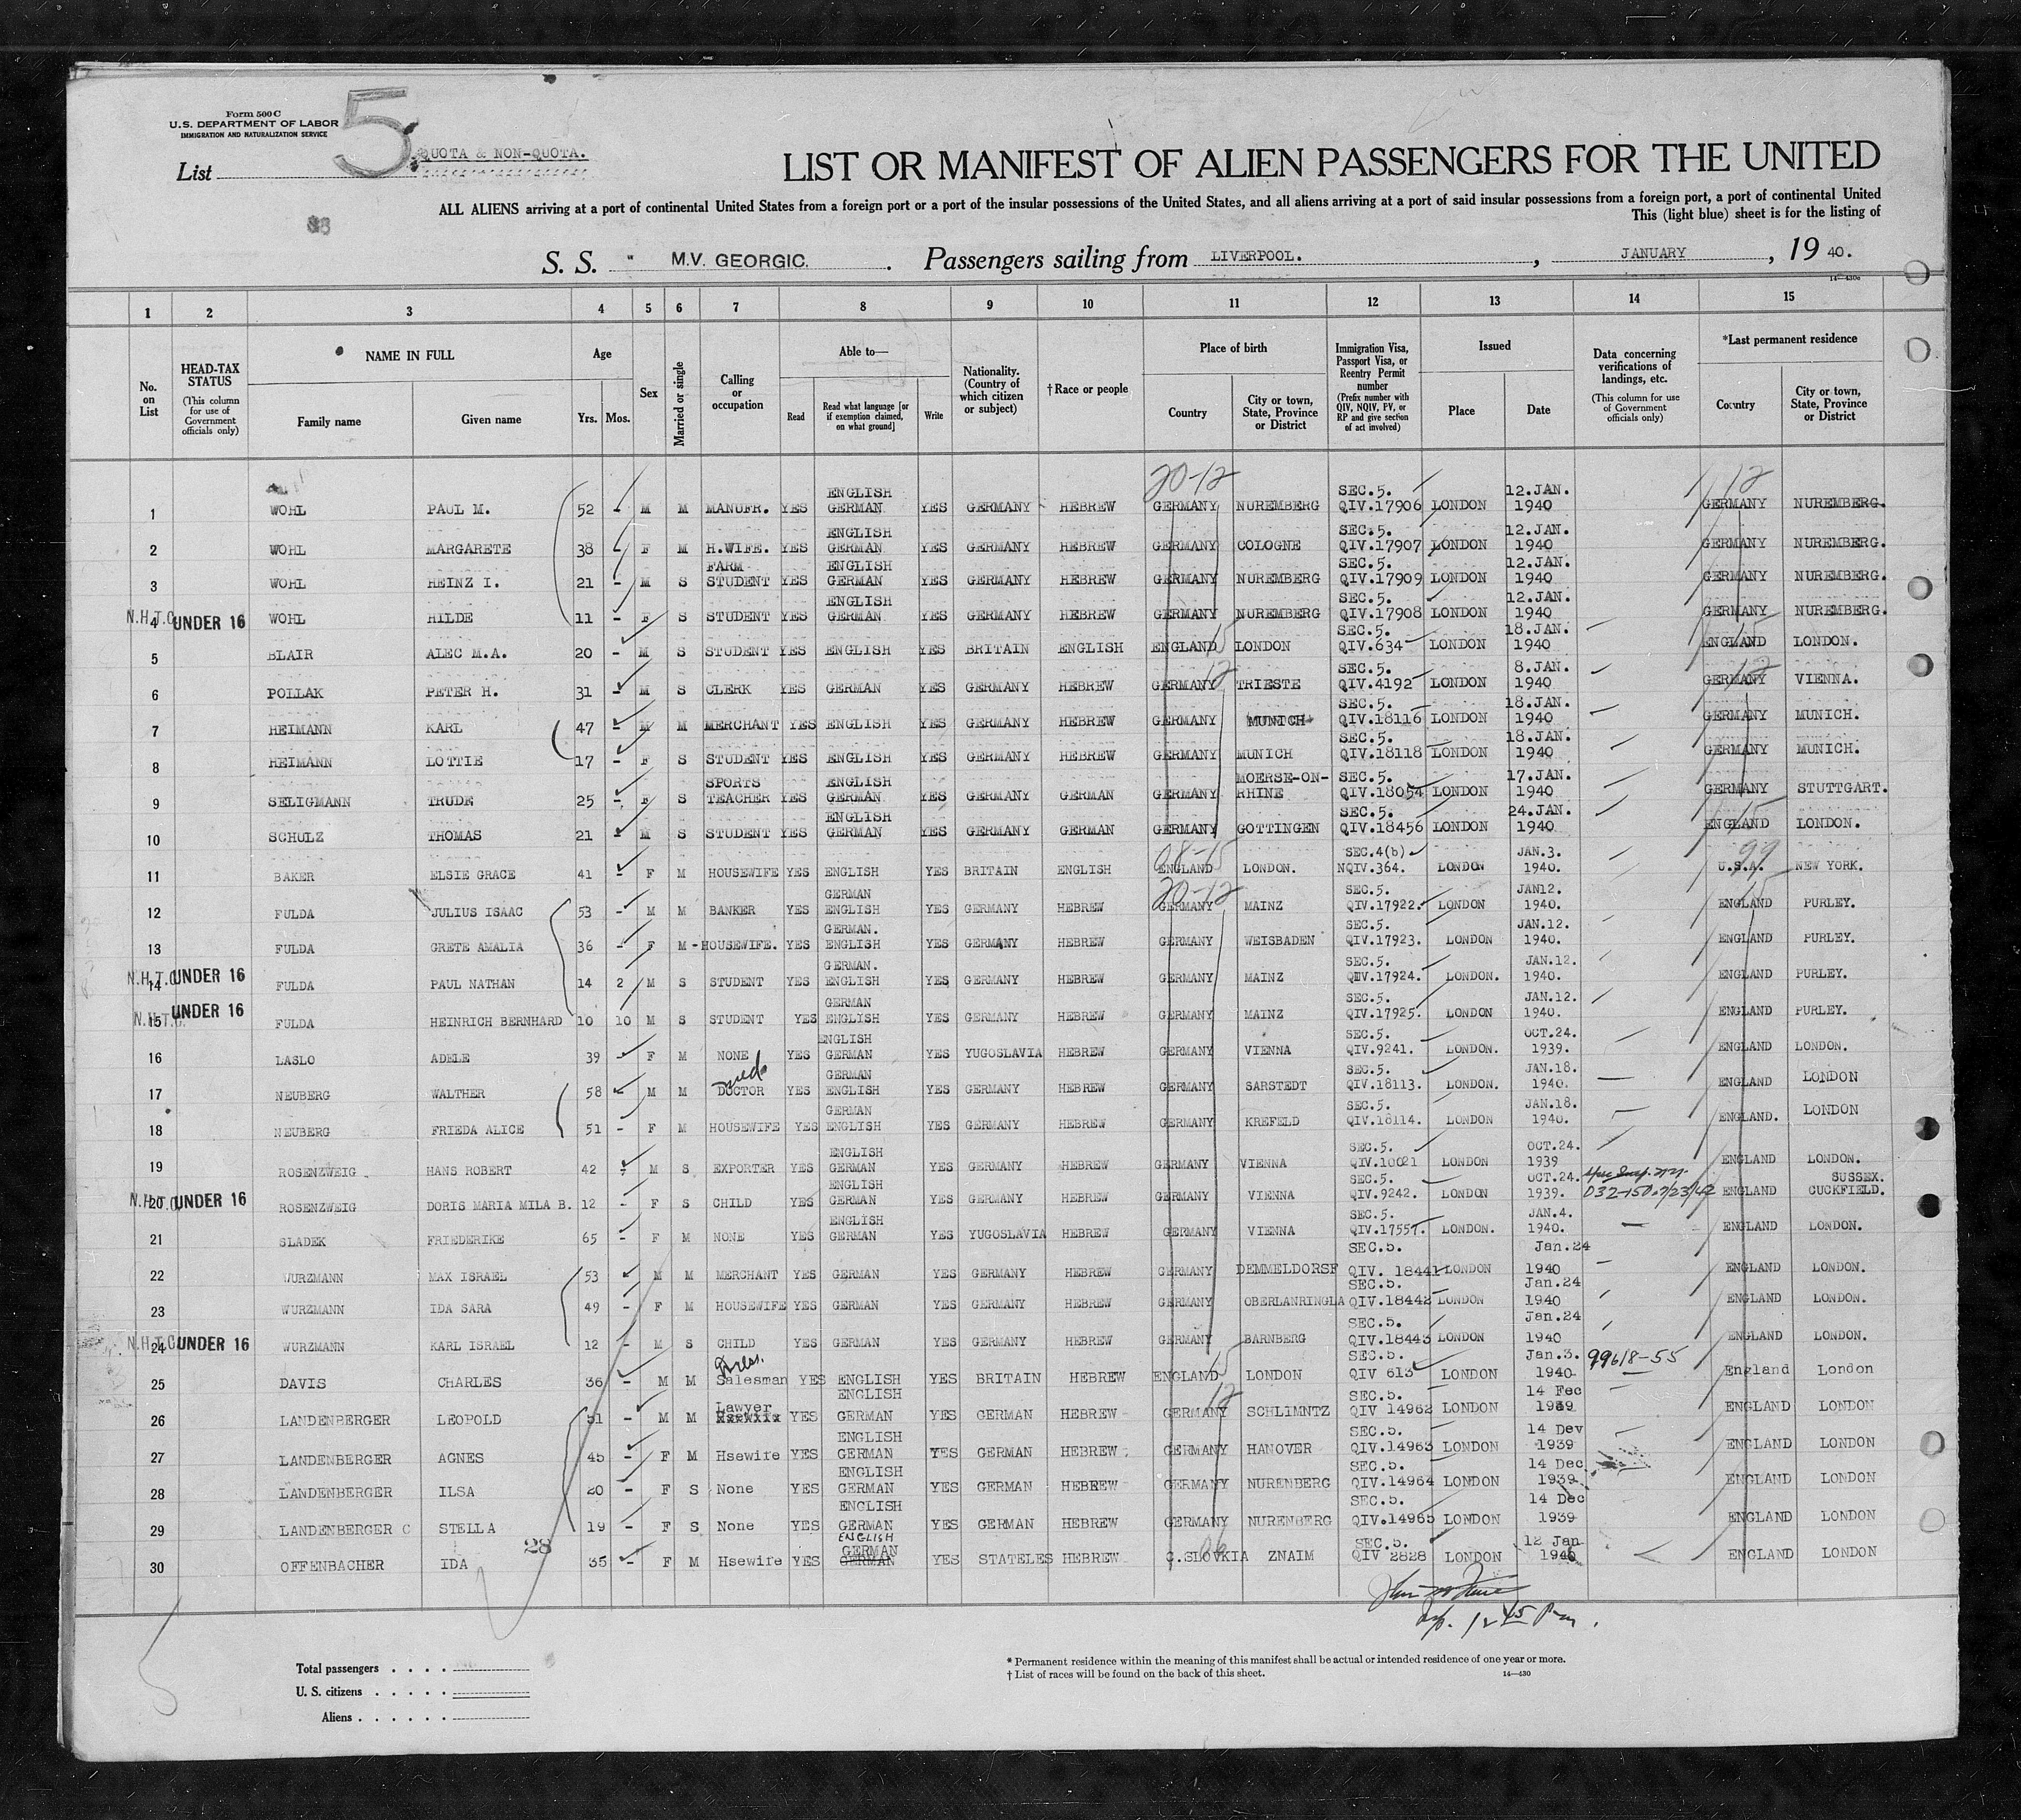 Form 500 C
U.S. DEPARTMENT OF LABOR
IMMIGRATION AND NATURALIZATION SERVICE
List 5 QUOTA & NON-QUOTA.
LIST OR MANIFEST OF ALIEN PASSENGERS FOR THE UNITED
ALL ALIENS arriving at a port of continental United States from a foreign port or a port of the insular possessions of the United States, and all aliens arriving at a port of said insular possessions from a foreign port, a port of continental United
This (light blue) sheet is for the listing of
S. S. " M.V. GEORGIC. Passengers sailing from LIVERPOOL. , JANUARY , 19 40.
14—430a
1 2 3 4 5 6 7 8 9 10 11 12 13 14 15
No. on List
HEAD-TAX STATUS (This column for use of Government officials only)
NAME IN FULL Family name Given name
Age Yrs. Mos.
Sex
Married or single
Calling or occupation
Able to— Read Read what language [or if exemption claimed, on what ground] Write
Nationality. (Country of which citizen or subject)
† Race or people
Place of birth Country City or town, State, Province or District
Immigration Visa, Passport Visa, or Reentry Permit number (Prefix number with QIV, NQIV, PV, or RP and give section of act involved)
Issued Place Date
Data concerning verifications of landings, etc. (This column for use of Government officials only)
*Last permanent residence Country City or town, State, Province or District
20-12 12
1 WOHL PAUL M. 52 - M M MANUFR. YES ENGLISH GERMAN YES GERMANY HEBREW GERMANY NUREMBERG SEC.5. QIV.17906 LONDON 12.JAN. 1940 GERMANY NUREMBERG.
2 WOHL MARGARETE 38 - F M H.WIFE. YES ENGLISH GERMAN YES GERMANY HEBREW GERMANY COLOGNE SEC.5. QIV.17907 LONDON 12.JAN. 1940 GERMANY NUREMBERG.
3 WOHL HEINZ I. 21 - M S FARM STUDENT YES ENGLISH GERMAN YES GERMANY HEBREW GERMANY NUREMBERG SEC.5. QIV.17909 LONDON 12.JAN. 1940 GERMANY NUREMBERG.
N.H.T.C. 4 UNDER 16 WOHL HILDE 11 - F S STUDENT YES ENGLISH GERMAN YES GERMANY HEBREW GERMANY NUREMBERG SEC.5. QIV.17908 LONDON 12.JAN. 1940 GERMANY NUREMBERG.
5 BLAIR ALEC M.A. 20 - M S STUDENT YES ENGLISH YES BRITAIN ENGLISH ENGLAND 15 LONDON SEC.5. QIV.634 LONDON 18.JAN. 1940 ENGLAND 15 LONDON.
6 POLLAK PETER H. 31 - M S CLERK YES GERMAN YES GERMANY HEBREW GERMANY 12 TRIESTE SEC.5. QIV.4192 LONDON 8.JAN. 1940 GERMANY 12 VIENNA.
7 HEIMANN KARL 47 - M M MERCHANT YES ENGLISH YES GERMANY HEBREW GERMANY MUNICH SEC.5. QIV.18116 LONDON 18.JAN. 1940 GERMANY MUNICH.
8 HEIMANN LOTTIE 17 - F S STUDENT YES ENGLISH YES GERMANY HEBREW GERMANY MUNICH SEC.5. QIV.18118 LONDON 18.JAN. 1940 GERMANY MUNICH.
9 SELIGMANN TRUDE 25 - F S SPORTS TEACHER YES ENGLISH GERMAN YES GERMANY GERMAN GERMANY MOERSE-ON-RHINE SEC.5. QIV.18054 LONDON 17.JAN. 1940 GERMANY STUTTGART.
10 SCHULZ THOMAS 21 - M S STUDENT YES ENGLISH GERMAN YES GERMANY GERMAN GERMANY GOTTINGEN SEC.5. QIV.18456 LONDON 24.JAN. 1940 ENGLAND 15 LONDON.
11 BAKER ELSIE GRACE 41 - F M HOUSEWIFE YES ENGLISH YES BRITAIN ENGLISH 08-15 ENGLAND LONDON. SEC.4(b) NQIV.364. LONDON JAN.3. 1940. 99 U.S.A. NEW YORK.
12 FULDA JULIUS ISAAC 53 - M M BANKER YES GERMAN ENGLISH YES GERMANY HEBREW 20-12 GERMANY MAINZ SEC.5. QIV.17922. LONDON JAN12. 1940. 15 ENGLAND PURLEY.
13 FULDA GRETE AMALIA 36 - F M - HOUSEWIFE. YES GERMAN. ENGLISH YES GERMANY HEBREW GERMANY WEISBADEN SEC.5. QIV.17923. LONDON JAN.12. 1940. ENGLAND PURLEY.
N.H.T.C. 14 UNDER 16 FULDA PAUL NATHAN 14 2 M S STUDENT YES GERMAN. ENGLISH YES GERMANY HEBREW GERMANY MAINZ SEC.5. QIV.17924. LONDON. JAN.12. 1940. ENGLAND PURLEY.
N.H.T.C. 15 UNDER 16 FULDA HEINRICH BERNHARD 10 10 M S STUDENT YES GERMAN ENGLISH YES GERMANY HEBREW GERMANY MAINZ SEC.5. QIV.17925. LONDON JAN.12. 1940. ENGLAND PURLEY.
16 LASLO ADELE 39 - F M NONE YES ENGLISH GERMAN YES YUGOSLAVIA HEBREW GERMANY VIENNA SEC.5. QIV.9241. LONDON. OCT.24. 1939. ENGLAND LONDON.
17 NEUBERG WALTHER 58 - M M DOCTOR YES GERMAN ENGLISH YES GERMANY HEBREW GERMANY SARSTEDT SEC.5. QIV.18113. LONDON. JAN.18. 1940. ENGLAND LONDON
18 NEUBERG FRIEDA ALICE 51 - F M HOUSEWIFE YES GERMAN ENGLISH YES GERMANY HEBREW GERMANY KREFELD SEC.5. QIV.18114. LONDON JAN.18. 1940. ENGLAND. LONDON
19 ROSENZWEIG HANS ROBERT 42 - M S EXPORTER YES ENGLISH GERMAN YES GERMANY HEBREW GERMANY VIENNA SEC.5. QIV.10021 LONDON OCT.24. 1939 ENGLAND LONDON.
N.H.T.C. 20 UNDER 16 ROSENZWEIG DORIS MARIA MILA B. 12 - F S CHILD YES ENGLISH GERMAN YES GERMANY HEBREW GERMANY VIENNA SEC.5. QIV.9242. LONDON OCT.24. 1939. ENGLAND SUSSEX. CUCKFIELD.
21 SLADEK FRIEDERIKE 65 - F M NONE YES ENGLISH GERMAN YES YUGOSLAVIA HEBREW GERMANY VIENNA SEC.5. QIV.17557. LONDON. JAN.4. 1940. ENGLAND LONDON.
22 WURZMANN MAX ISRAEL 53 - M M MERCHANT YES GERMAN YES GERMANY HEBREW GERMANY DEMMELDORSF SEC.5. QIV. 18441 LONDON Jan.24 1940 ENGLAND LONDON.
23 WURZMANN IDA SARA 49 - F M HOUSEWIFE YES GERMAN YES GERMANY HEBREW GERMANY OBERLANRINGLA SEC.5. QIV.18442 LONDON Jan.24 1940 ENGLAND LONDON.
N.H.T.C. 24 UNDER 16 WURZMANN KARL ISRAEL 12 - M S CHILD YES GERMAN YES GERMANY HEBREW GERMANY BARNBERG SEC.5. QIV.18443 LONDON Jan.24 1940 ENGLAND LONDON.
25 DAVIS CHARLES 36 - M M Salesman YES ENGLISH YES BRITAIN HEBREW ENGLAND 15 LONDON SEC.5. QIV 613 LONDON Jan.3. 1940 99618-55 England London
26 LANDENBERGER LEOPOLD 51 - M M Lawyer YES ENGLISH GERMAN YES GERMAN HEBREW GERMANY 12 SCHLIMNTZ SEC.5. QIV 14962 LONDON 14 Fec 1939 ENGLAND LONDON
27 LANDENBERGER AGNES 45 - F M Hsewife YES ENGLISH GERMAN YES GERMAN HEBREW GERMANY HANOVER SEC.5. QIV.14963 LONDON 14 Dev 1939 ENGLAND LONDON
28 LANDENBERGER ILSA 20 - F S None YES ENGLISH GERMAN YES GERMAN HEBREW GERMANY NURENBERG SEC.5. QIV.14964 LONDON 14 Dec 1939 ENGLAND LONDON
29 LANDENBERGER C STELLA 19 - F S None YES ENGLISH GERMAN YES GERMAN HEBREW GERMANY NURENBERG SEC.5. QIV.14965 LONDON 14 Dec 1939 ENGLAND LONDON
28
30 OFFENBACHER IDA 35 - F M Hsewife YES ENGLISH GERMAN GERMAN YES STATELES HEBREW C.SLOVKIA ZNAIM SEC.5. QIV 2828 LONDON 12 Jan 1940 ENGLAND LONDON
12 45 Pm.
Total passengers . . . .
U. S. citizens . . . . .
Aliens . . . . . .
* Permanent residence within the meaning of this manifest shall be actual or intended residence of one year or more.
† List of races will be found on the back of this sheet. 14—430